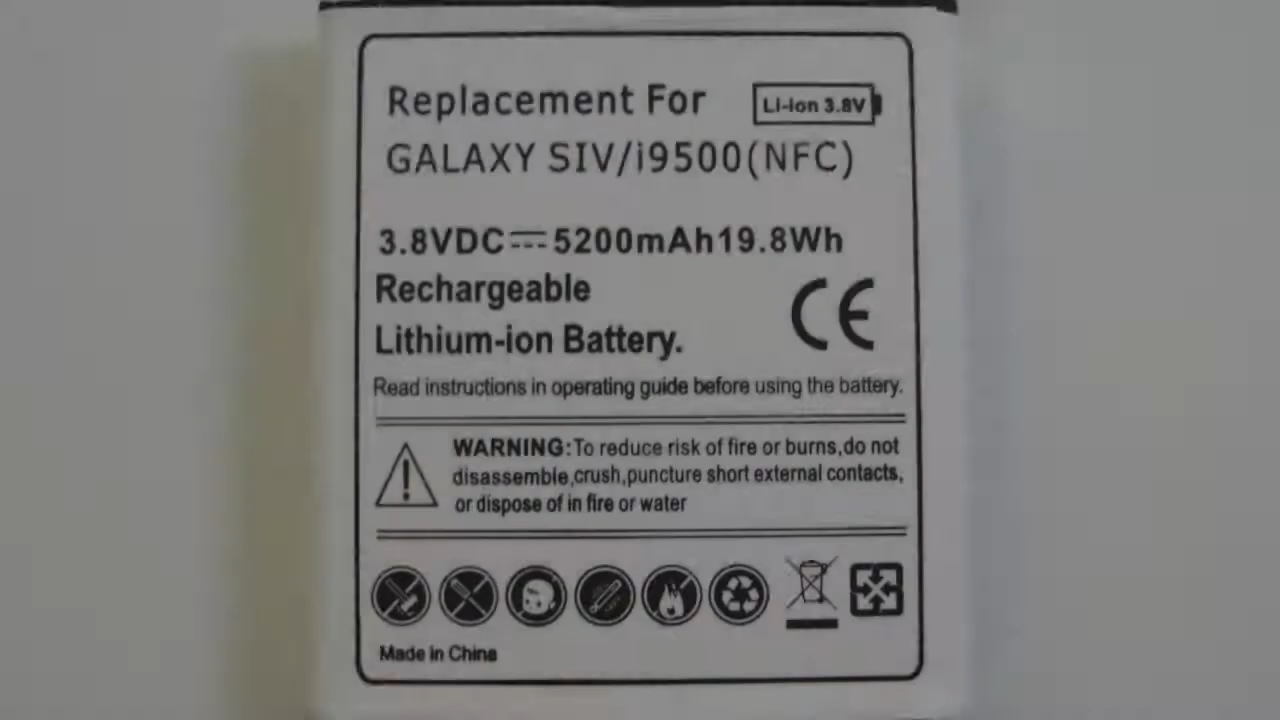 Replacement For
Li-ion 3.8V
GALAXY SIV/i9500(NFC)
3.8VDC⎓5200mAh19.8Wh
Rechargeable
CE
Lithium-ion Battery.
Read instructions in operating guide before using the battery.
WARNING:To reduce risk of fire or burns,do not
disassemble,crush,puncture short external contacts,
or dispose of in fire or water
Made in China